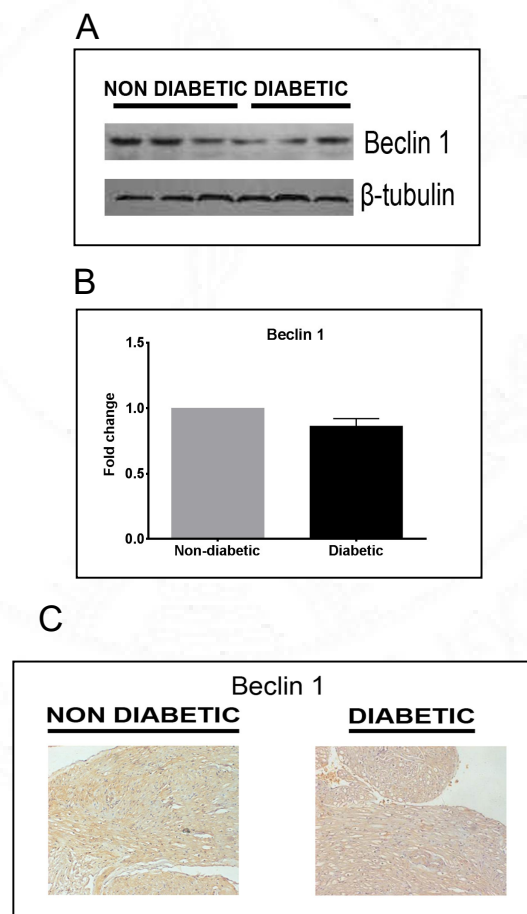 A
NON DIABETIC DIABETIC
Beclin 1
β-tubulin
B
Beclin 1
1.5
1.0
0.5
0.0
Fold change
Non-diabetic Diabetic
C
Beclin 1
NON DIABETIC DIABETIC